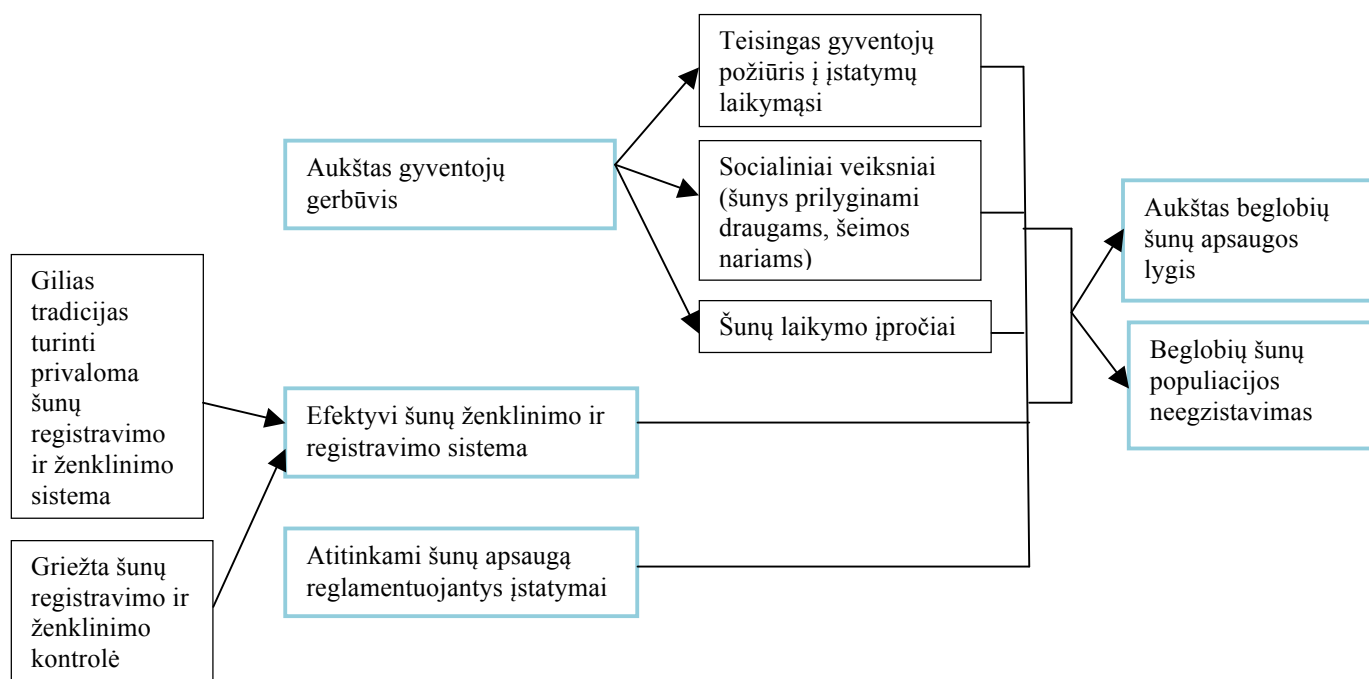 Teisingas gyventojų
požiūris į įstatymų
laikymąsi
Aukštas gyventojų
gerbūvis
Socialiniai veiksniai
(šunys prilyginami
draugams, šeimos
nariams)
Šunų laikymo įpročiai
Aukštas beglobių
šunų apsaugos
lygis
Beglobių šunų
populiacijos
neegzistavimas
Gilias
tradicijas
turinti
privaloma
šunų
registravimo
ir ženklinimo
sistema
Efektyvi šunų ženklinimo ir
registravimo sistema
Griežta šunų
registravimo ir
ženklinimo
kontrolė
Atitinkami šunų apsaugą
reglamentuojantys įstatymai